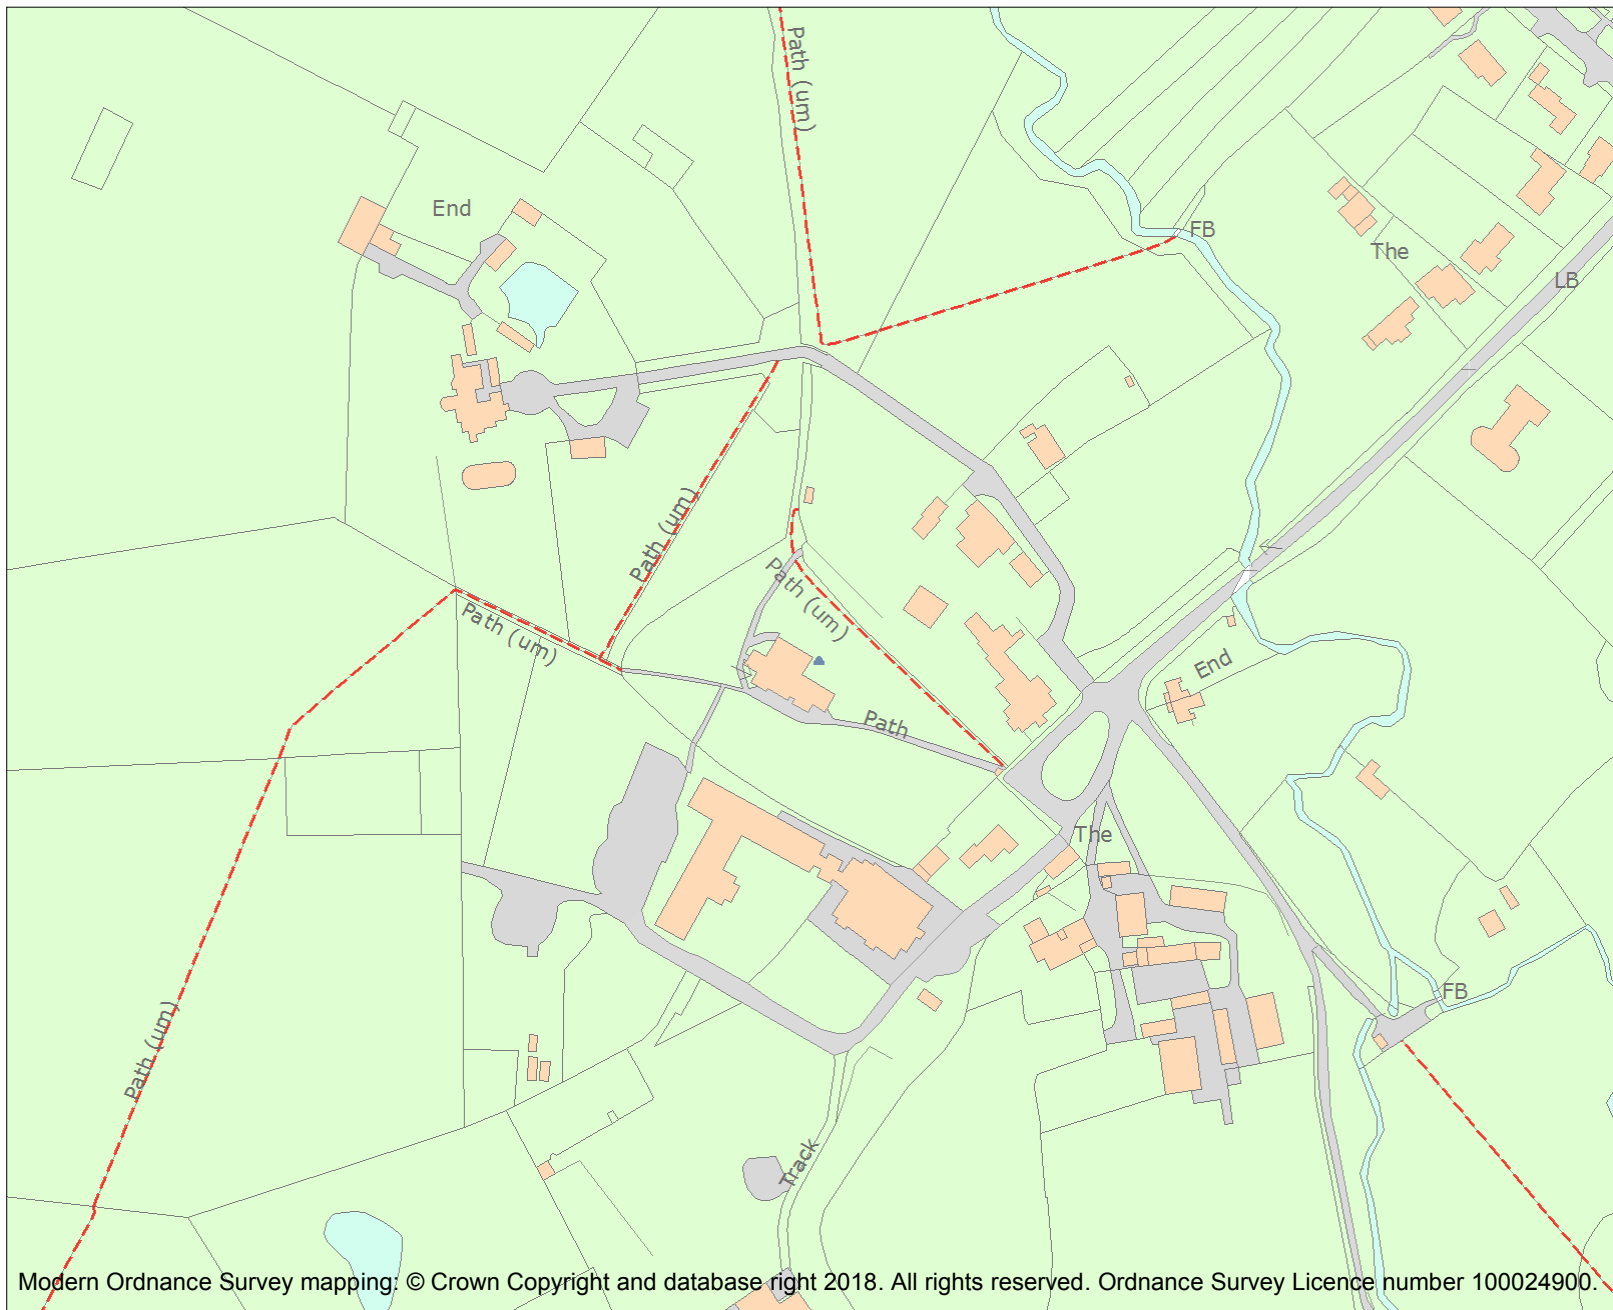 Path (um)
End
FB
The
LB
Path (um)
Path (um)
Path (um)
End
Path
The
FB
Path (um)
Track
Modern Ordnance Survey mapping: © Crown Copyright and database right 2018. All rights reserved. Ordnance Survey Licence number 100024900.